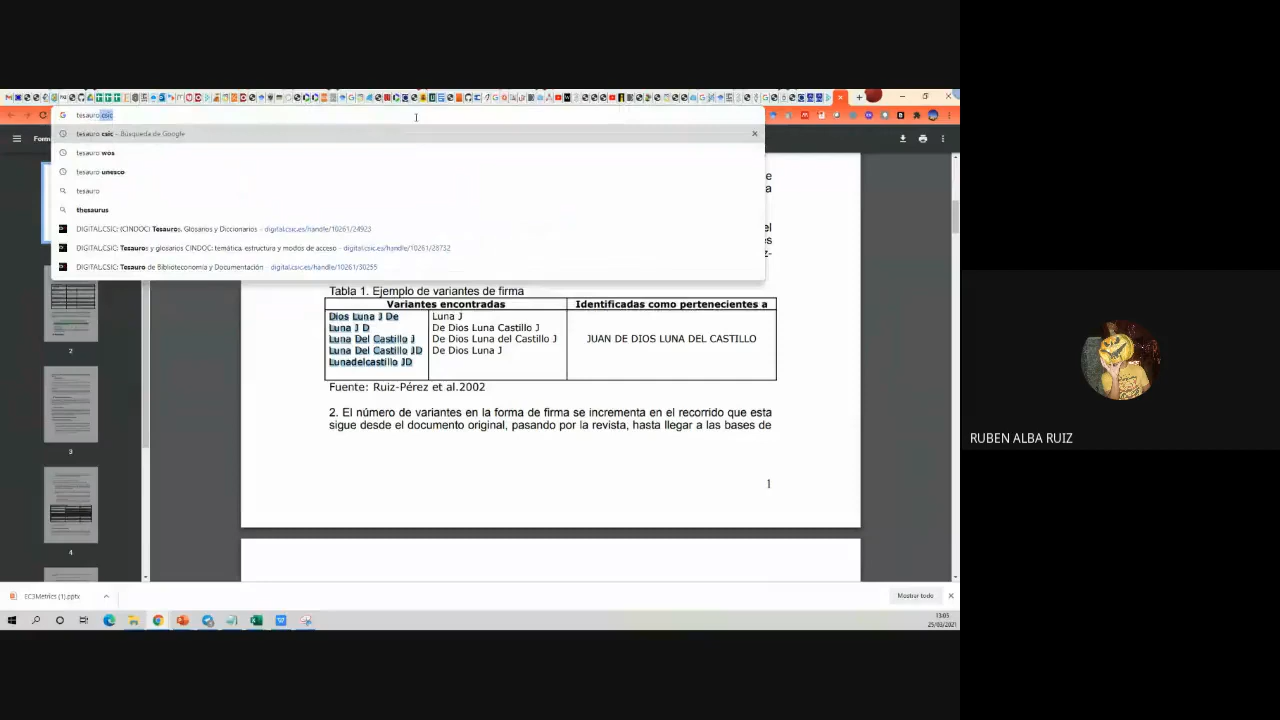 tesauro csic
tesauro csic - Búsqueda de Google
tesauro wos
tesauro unesco
tesauro
thesaurus
DIGITAL.CSIC: (CINDOC) Tesauros, Glosarios y Diccionarios - digital.csic.es/handle/10261/24923
DIGITAL.CSIC: Tesauros y glosarios CINDOC: temática, estructura y modos de acceso - digital.csic.es/handle/10261/28732
DIGITAL.CSIC: Tesauro de Biblioteconomía y Documentación - digital.csic.es/handle/10261/30255
Form
Tabla 1. Ejemplo de variantes de firma
Variantes encontradas
Identificadas como pertenecientes a
Dios Luna J De
Luna J D
Luna Del Castillo J
Luna Del Castillo JD
Lunadelcastillo JD
Luna J
De Dios Luna Castillo J
De Dios Luna del Castillo J
De Dios Luna J
JUAN DE DIOS LUNA DEL CASTILLO
Fuente: Ruiz-Pérez et al.2002
2. El número de variantes en la forma de firma se incrementa en el recorrido que esta
sigue desde el documento original, pasando por la revista, hasta llegar a las bases de
1
2
3
4
EC3Metrics (1).pptx
Mostrar todo
13:05
25/03/2021
RUBEN ALBA RUIZ